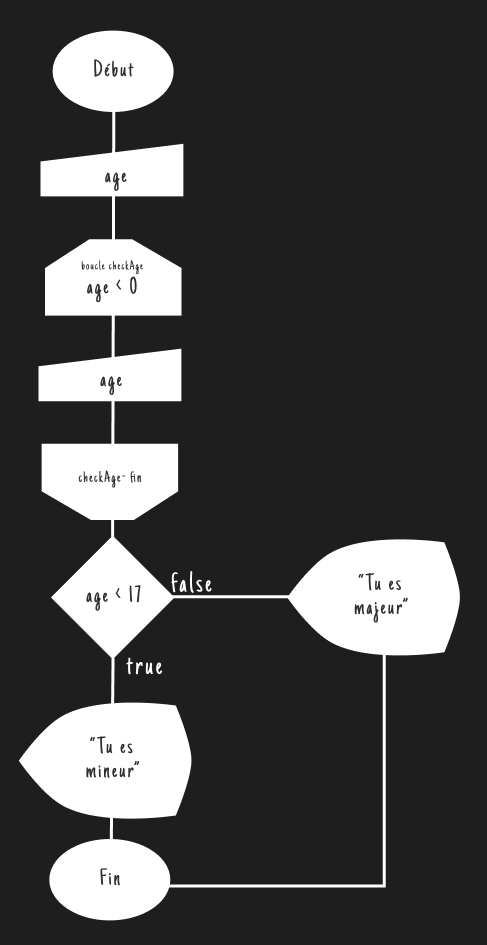 Début
age
boucle checkAge
age < 0
age
checkAge- fin
age < 17
false
"Tu es
majeur"
true
"Tu es
mineur"
Fin